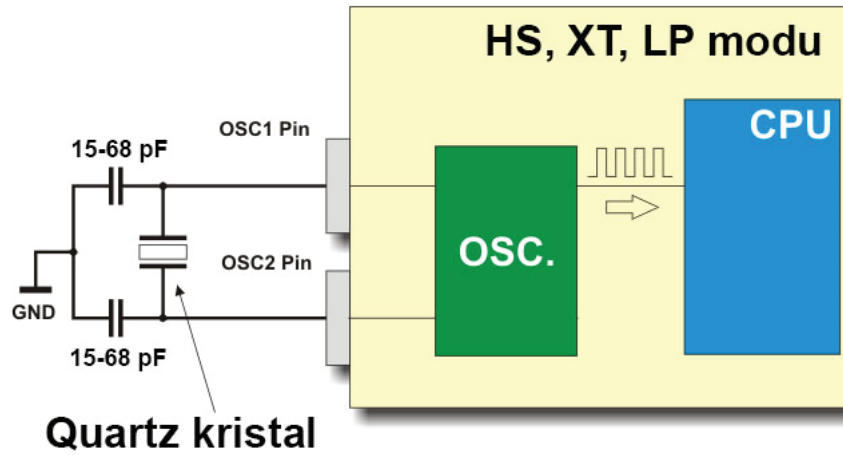 HS, XT, LP modu
CPU
OSC1 Pin
15-68 pF
OSC.
OSC2 Pin
GND
15-68 pF
Quartz kristal